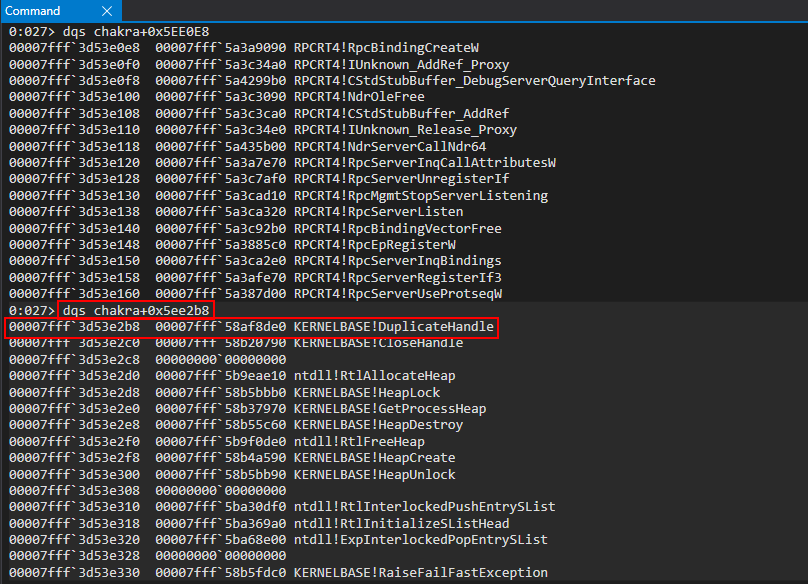 Command ×
0:027> dqs chakra+0x5EE0E8
00007fff`3d53e0e8 00007fff`5a3a9090 RPCRT4!RpcBindingCreateW
00007fff`3d53e0f0 00007fff`5a3c34a0 RPCRT4!IUnknown_AddRef_Proxy
00007fff`3d53e0f8 00007fff`5a4299b0 RPCRT4!CStdStubBuffer_DebugServerQueryInterface
00007fff`3d53e100 00007fff`5a3c3090 RPCRT4!NdrOleFree
00007fff`3d53e108 00007fff`5a3c3ca0 RPCRT4!CStdStubBuffer_AddRef
00007fff`3d53e110 00007fff`5a3c34e0 RPCRT4!IUnknown_Release_Proxy
00007fff`3d53e118 00007fff`5a435b00 RPCRT4!NdrServerCallNdr64
00007fff`3d53e120 00007fff`5a3a7e70 RPCRT4!RpcServerInqCallAttributesW
00007fff`3d53e128 00007fff`5a3c7af0 RPCRT4!RpcServerUnregisterIf
00007fff`3d53e130 00007fff`5a3cad10 RPCRT4!RpcMgmtStopServerListening
00007fff`3d53e138 00007fff`5a3ca320 RPCRT4!RpcServerListen
00007fff`3d53e140 00007fff`5a3c92b0 RPCRT4!RpcBindingVectorFree
00007fff`3d53e148 00007fff`5a3885c0 RPCRT4!RpcEpRegisterW
00007fff`3d53e150 00007fff`5a3ca2e0 RPCRT4!RpcServerInqBindings
00007fff`3d53e158 00007fff`5a3afe70 RPCRT4!RpcServerRegisterIf3
00007fff`3d53e160 00007fff`5a387d00 RPCRT4!RpcServerUseProtseqW
0:027> dqs chakra+0x5ee2b8
00007fff`3d53e2b8 00007fff`58af8de0 KERNELBASE!DuplicateHandle
00007fff`3d53e2c0 00007fff`58b20790 KERNELBASE!CloseHandle
00007fff`3d53e2c8 00000000`00000000
00007fff`3d53e2d0 00007fff`5b9eae10 ntdll!RtlAllocateHeap
00007fff`3d53e2d8 00007fff`58b5bbb0 KERNELBASE!HeapLock
00007fff`3d53e2e0 00007fff`58b37970 KERNELBASE!GetProcessHeap
00007fff`3d53e2e8 00007fff`58b55c60 KERNELBASE!HeapDestroy
00007fff`3d53e2f0 00007fff`5b9f0de0 ntdll!RtlFreeHeap
00007fff`3d53e2f8 00007fff`58b4a590 KERNELBASE!HeapCreate
00007fff`3d53e300 00007fff`58b5bb90 KERNELBASE!HeapUnlock
00007fff`3d53e308 00000000`00000000
00007fff`3d53e310 00007fff`5ba30df0 ntdll!RtlInterlockedPushEntrySList
00007fff`3d53e318 00007fff`5ba369a0 ntdll!RtlInitializeSListHead
00007fff`3d53e320 00007fff`5ba68e00 ntdll!ExpInterlockedPopEntrySList
00007fff`3d53e328 00000000`00000000
00007fff`3d53e330 00007fff`58b5fdc0 KERNELBASE!RaiseFailFastException